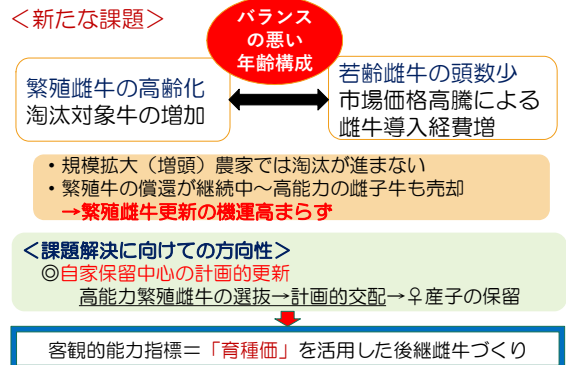 ＜新たな課題＞
バランス
の悪い
年齢構成
繁殖雌牛の高齢化
淘汰対象牛の増加
若齢雌牛の頭数少
市場価格高騰による
雌牛導入経費増
・規模拡大（増頭）農家では淘汰が進まない
・繁殖牛の償還が継続中～高能力の雌子牛も売却
→繁殖雌牛更新の機運高まらず
＜課題解決に向けての方向性＞
◎自家保留中心の計画的更新
高能力繁殖雌牛の選抜→計画的交配→♀産子の保留
客観的能力指標＝「育種価」を活用した後継雌牛づくり